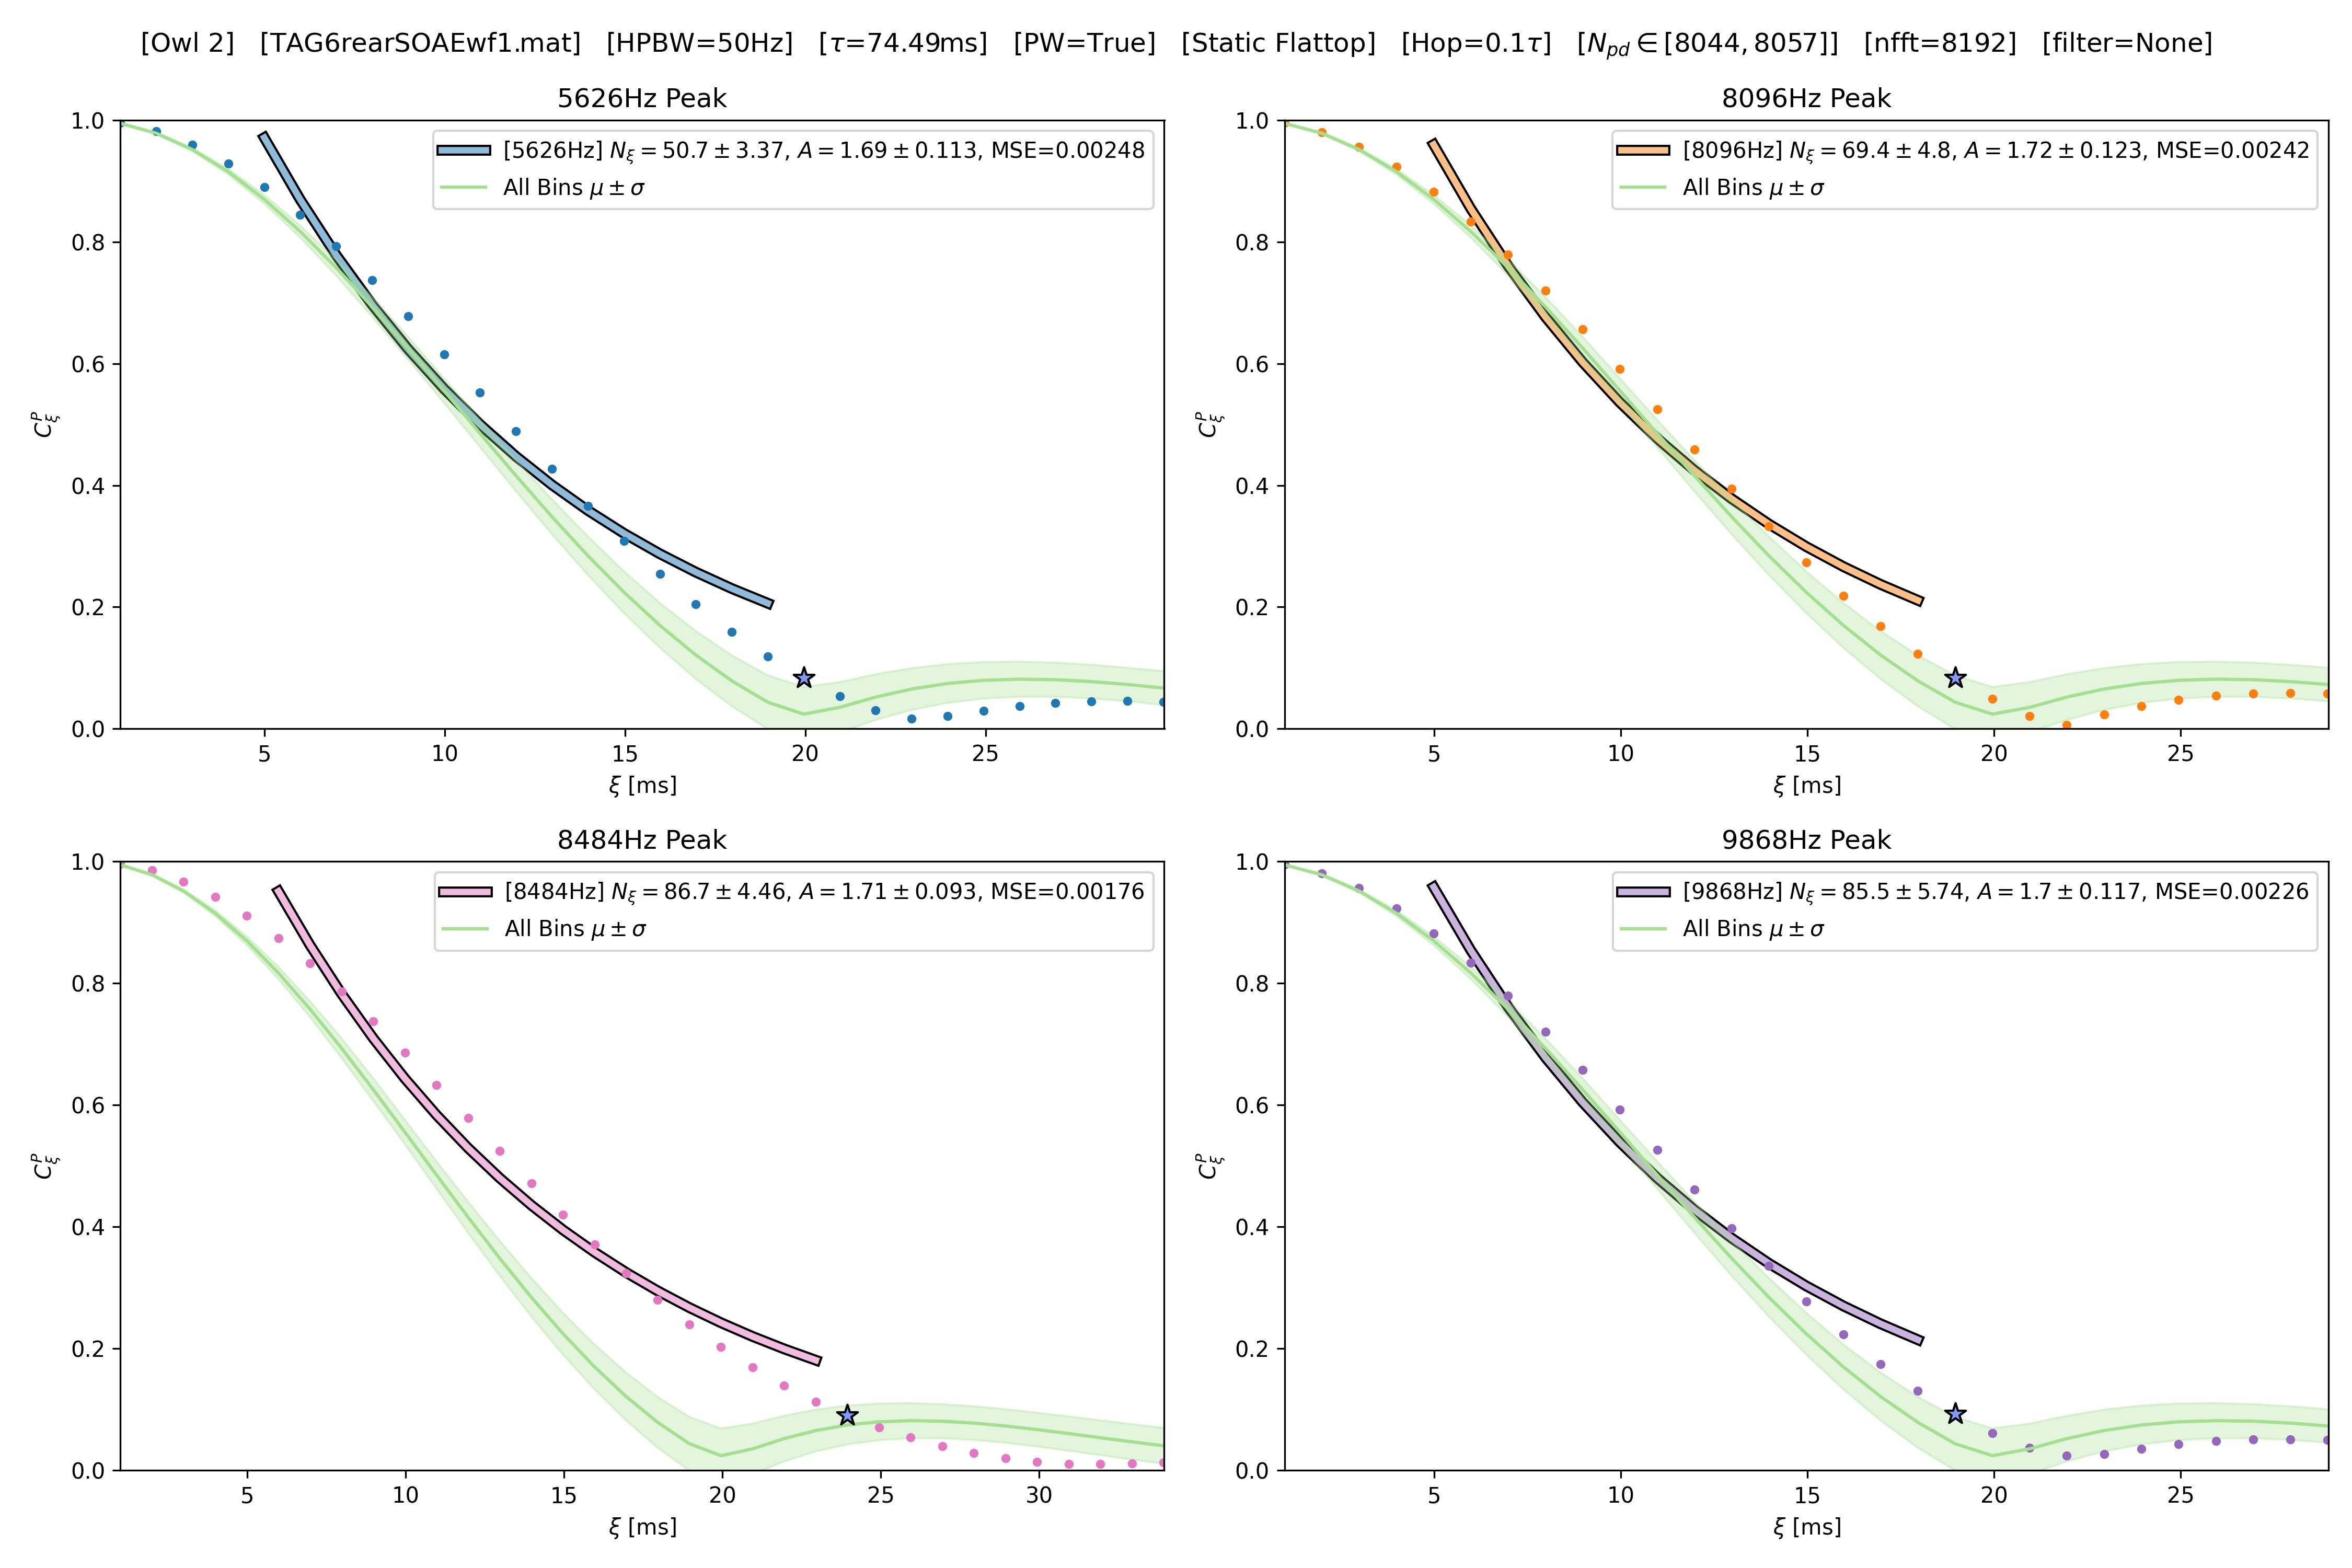 [Owl 2] [TAG6rearSOAEwf1.mat] [HPBW=50Hz] [τ=74.49ms] [PW=True] [Static Flattop] [Hop=0.1τ] [N_pd ∈ [8044, 8057]] [nfft=8192] [filter=None]
5626Hz Peak
1.0
0.8
0.6
0.4
0.2
0.0
C_ξ^P
[5626Hz] N_ξ = 50.7 ± 3.37, A = 1.69 ± 0.113, MSE=0.00248
All Bins μ ± σ
5 10 15 20 25
ξ [ms]
8096Hz Peak
1.0
0.8
0.6
0.4
0.2
0.0
C_ξ^P
[8096Hz] N_ξ = 69.4 ± 4.8, A = 1.72 ± 0.123, MSE=0.00242
All Bins μ ± σ
5 10 15 20 25
ξ [ms]
8484Hz Peak
1.0
0.8
0.6
0.4
0.2
0.0
C_ξ^P
[8484Hz] N_ξ = 86.7 ± 4.46, A = 1.71 ± 0.093, MSE=0.00176
All Bins μ ± σ
5 10 15 20 25 30
ξ [ms]
9868Hz Peak
1.0
0.8
0.6
0.4
0.2
0.0
C_ξ^P
[9868Hz] N_ξ = 85.5 ± 5.74, A = 1.7 ± 0.117, MSE=0.00226
All Bins μ ± σ
5 10 15 20 25
ξ [ms]